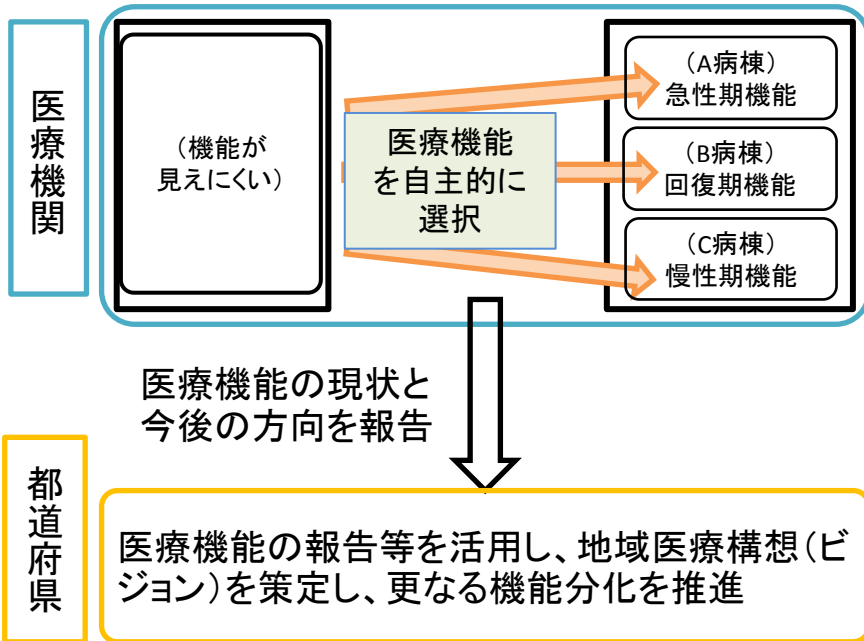 医療機関
（機能が
見えにくい）
医療機能
を自主的に
選択
（A病棟）
急性期機能
（B病棟）
回復期機能
（C病棟）
慢性期機能
医療機能の現状と
今後の方向を報告
都道府県
医療機能の報告等を活用し、地域医療構想（ビ
ジョン）を策定し、更なる機能分化を推進